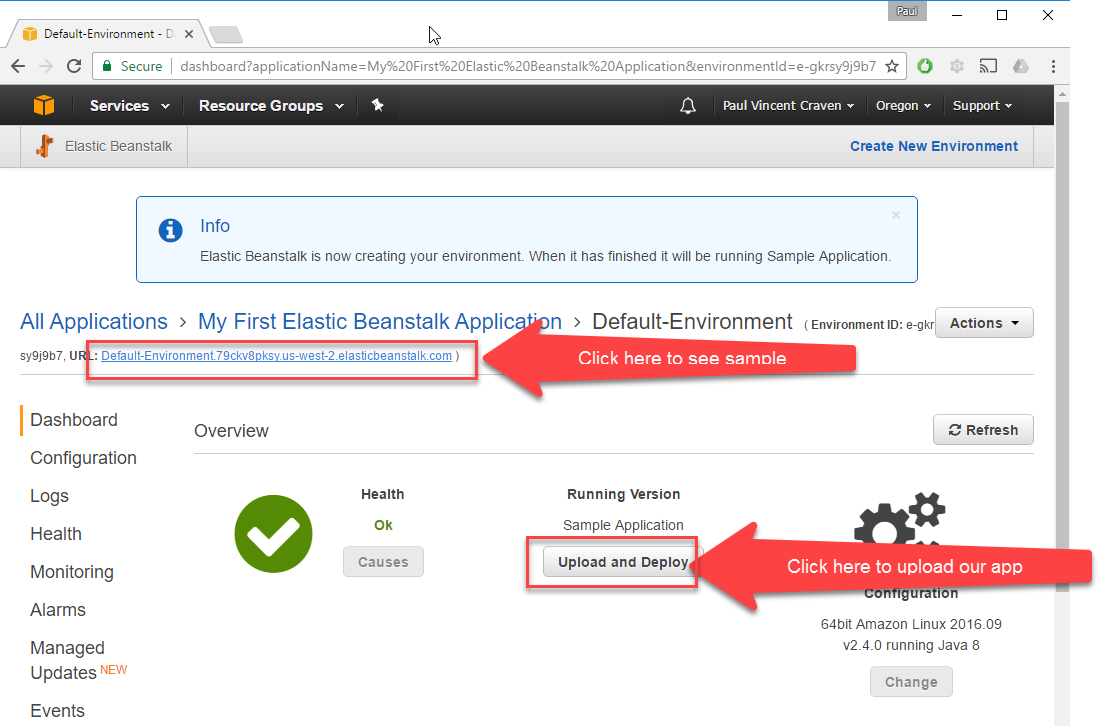 Paul
Default-Environment - D
Secure
dashboard?applicationName=My%20First%20Elastic%20Beanstalk%20Application&environmentId=e-gkrsy9j9b7
Services Resource Groups Paul Vincent Craven Oregon Support
Elastic Beanstalk Create New Environment
Info
Elastic Beanstalk is now creating your environment. When it has finished it will be running Sample Application.
All Applications › My First Elastic Beanstalk Application › Default-Environment ( Environment ID: e-gkr Actions
sy9j9b7, URL: Default-Environment.79ckv8pksy.us-west-2.elasticbeanstalk.com )
Click here to see sample
Dashboard
Configuration
Logs
Health
Monitoring
Alarms
Managed
Updates NEW
Events
Overview
Refresh
Health
Ok
Causes
Running Version
Sample Application
Upload and Deploy
Click here to upload our app
Configuration
64bit Amazon Linux 2016.09
v2.4.0 running Java 8
Change